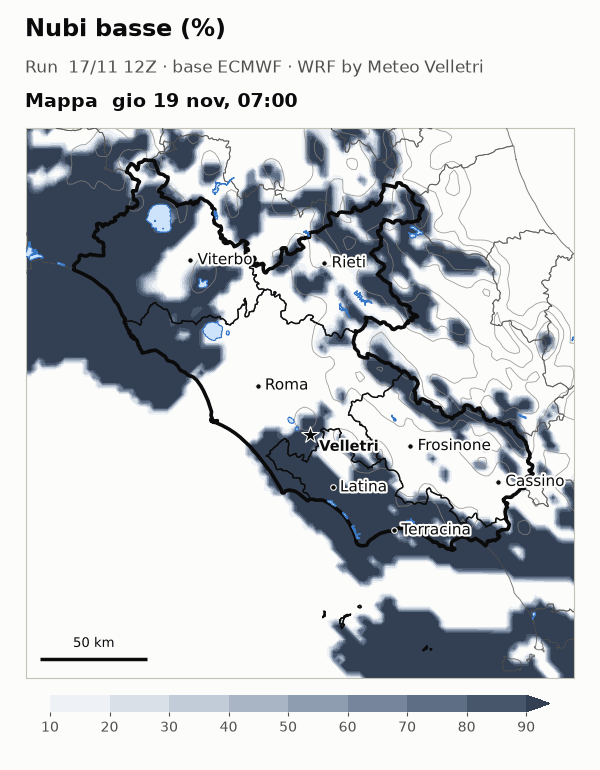 Nubi basse (%)
Run 17/11 12Z · base ECMWF · WRF by Meteo Velletri
Mappa gio 19 nov, 07:00
Viterbo
Rieti
Roma
Velletri
Frosinone
Cassino
Latina
Terracina
50 km
10 20 30 40 50 60 70 80 90